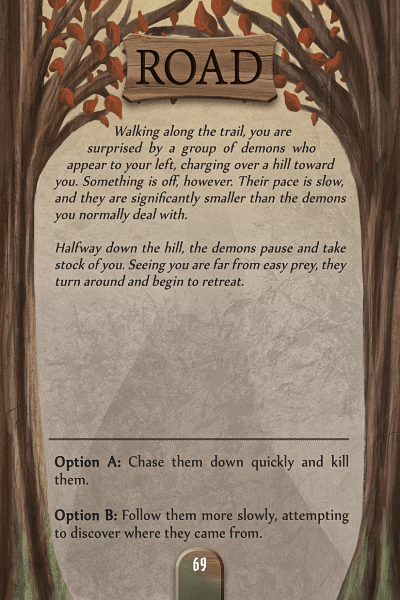 ROAD
Walking along the trail, you are
surprised by a group of demons who
appear to your left, charging over a hill toward
you. Something is off, however. Their pace is slow,
and they are significantly smaller than the demons
you normally deal with.
Halfway down the hill, the demons pause and take
stock of you. Seeing you are far from easy prey, they
turn around and begin to retreat.
Option A: Chase them down quickly and kill
them.
Option B: Follow them more slowly, attempting
to discover where they came from.
69